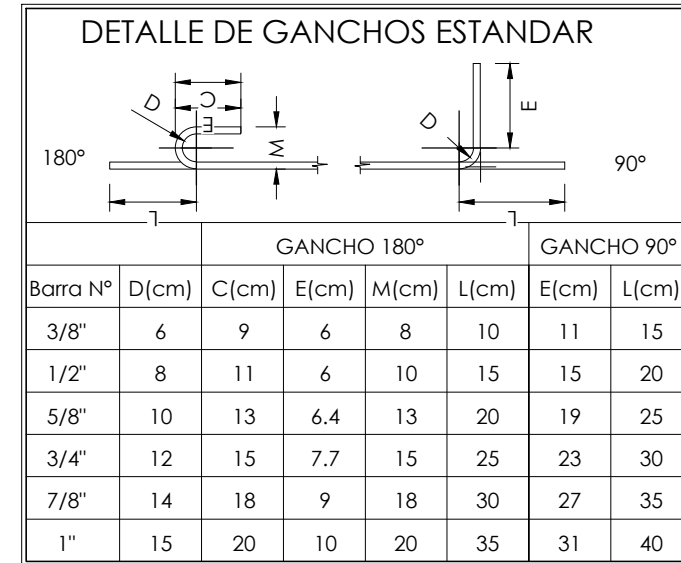 DETALLE DE GANCHOS ESTANDAR
D C E M 180° L
D E 90° L
GANCHO 180° GANCHO 90°
Barra Nº D(cm) C(cm) E(cm) M(cm) L(cm) E(cm) L(cm)
3/8" 6 9 6 8 10 11 15
1/2" 8 11 6 10 15 15 20
5/8" 10 13 6.4 13 20 19 25
3/4" 12 15 7.7 15 25 23 30
7/8" 14 18 9 18 30 27 35
1" 15 20 10 20 35 31 40